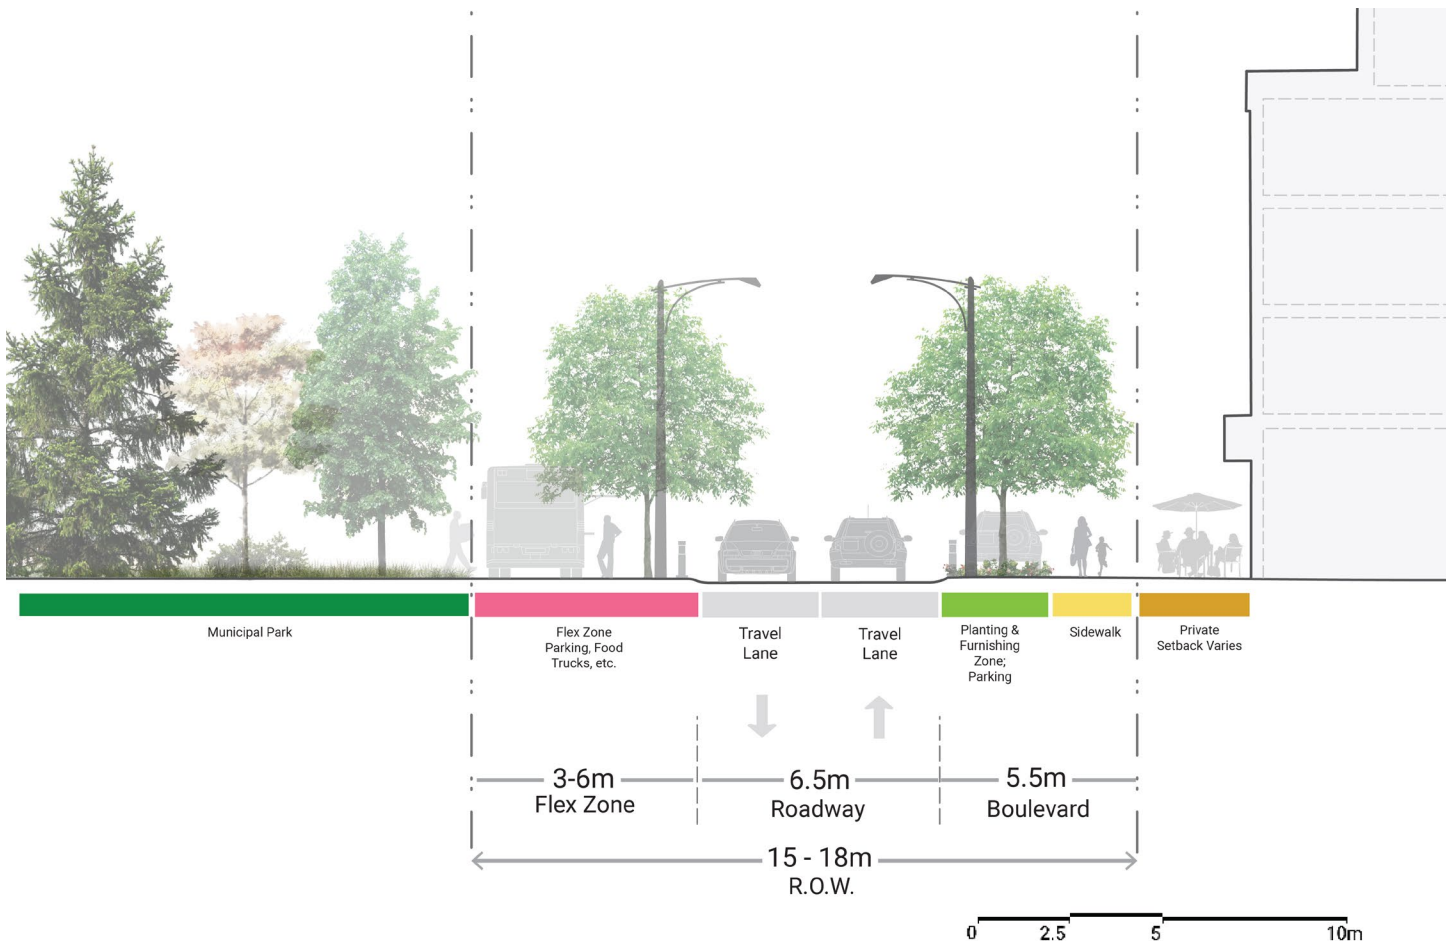 Municipal Park
Flex Zone
Parking, Food
Trucks, etc.
Travel
Lane
Travel
Lane
Planting &
Furnishing
Zone;
Parking
Sidewalk
Private
Setback Varies
3-6m
Flex Zone
6.5m
Roadway
5.5m
Boulevard
15 - 18m
R.O.W.
0 2.5 5 10m